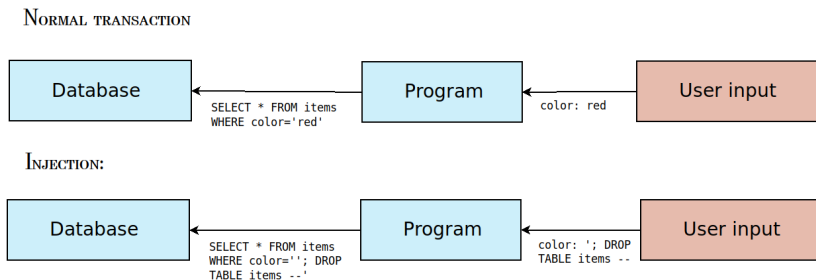 Normal transaction
Database
Program
User input
SELECT * FROM items
WHERE color='red'
color: red
Injection:
Database
Program
User input
SELECT * FROM items
WHERE color=''; DROP
TABLE items --'
color: '; DROP
TABLE items --